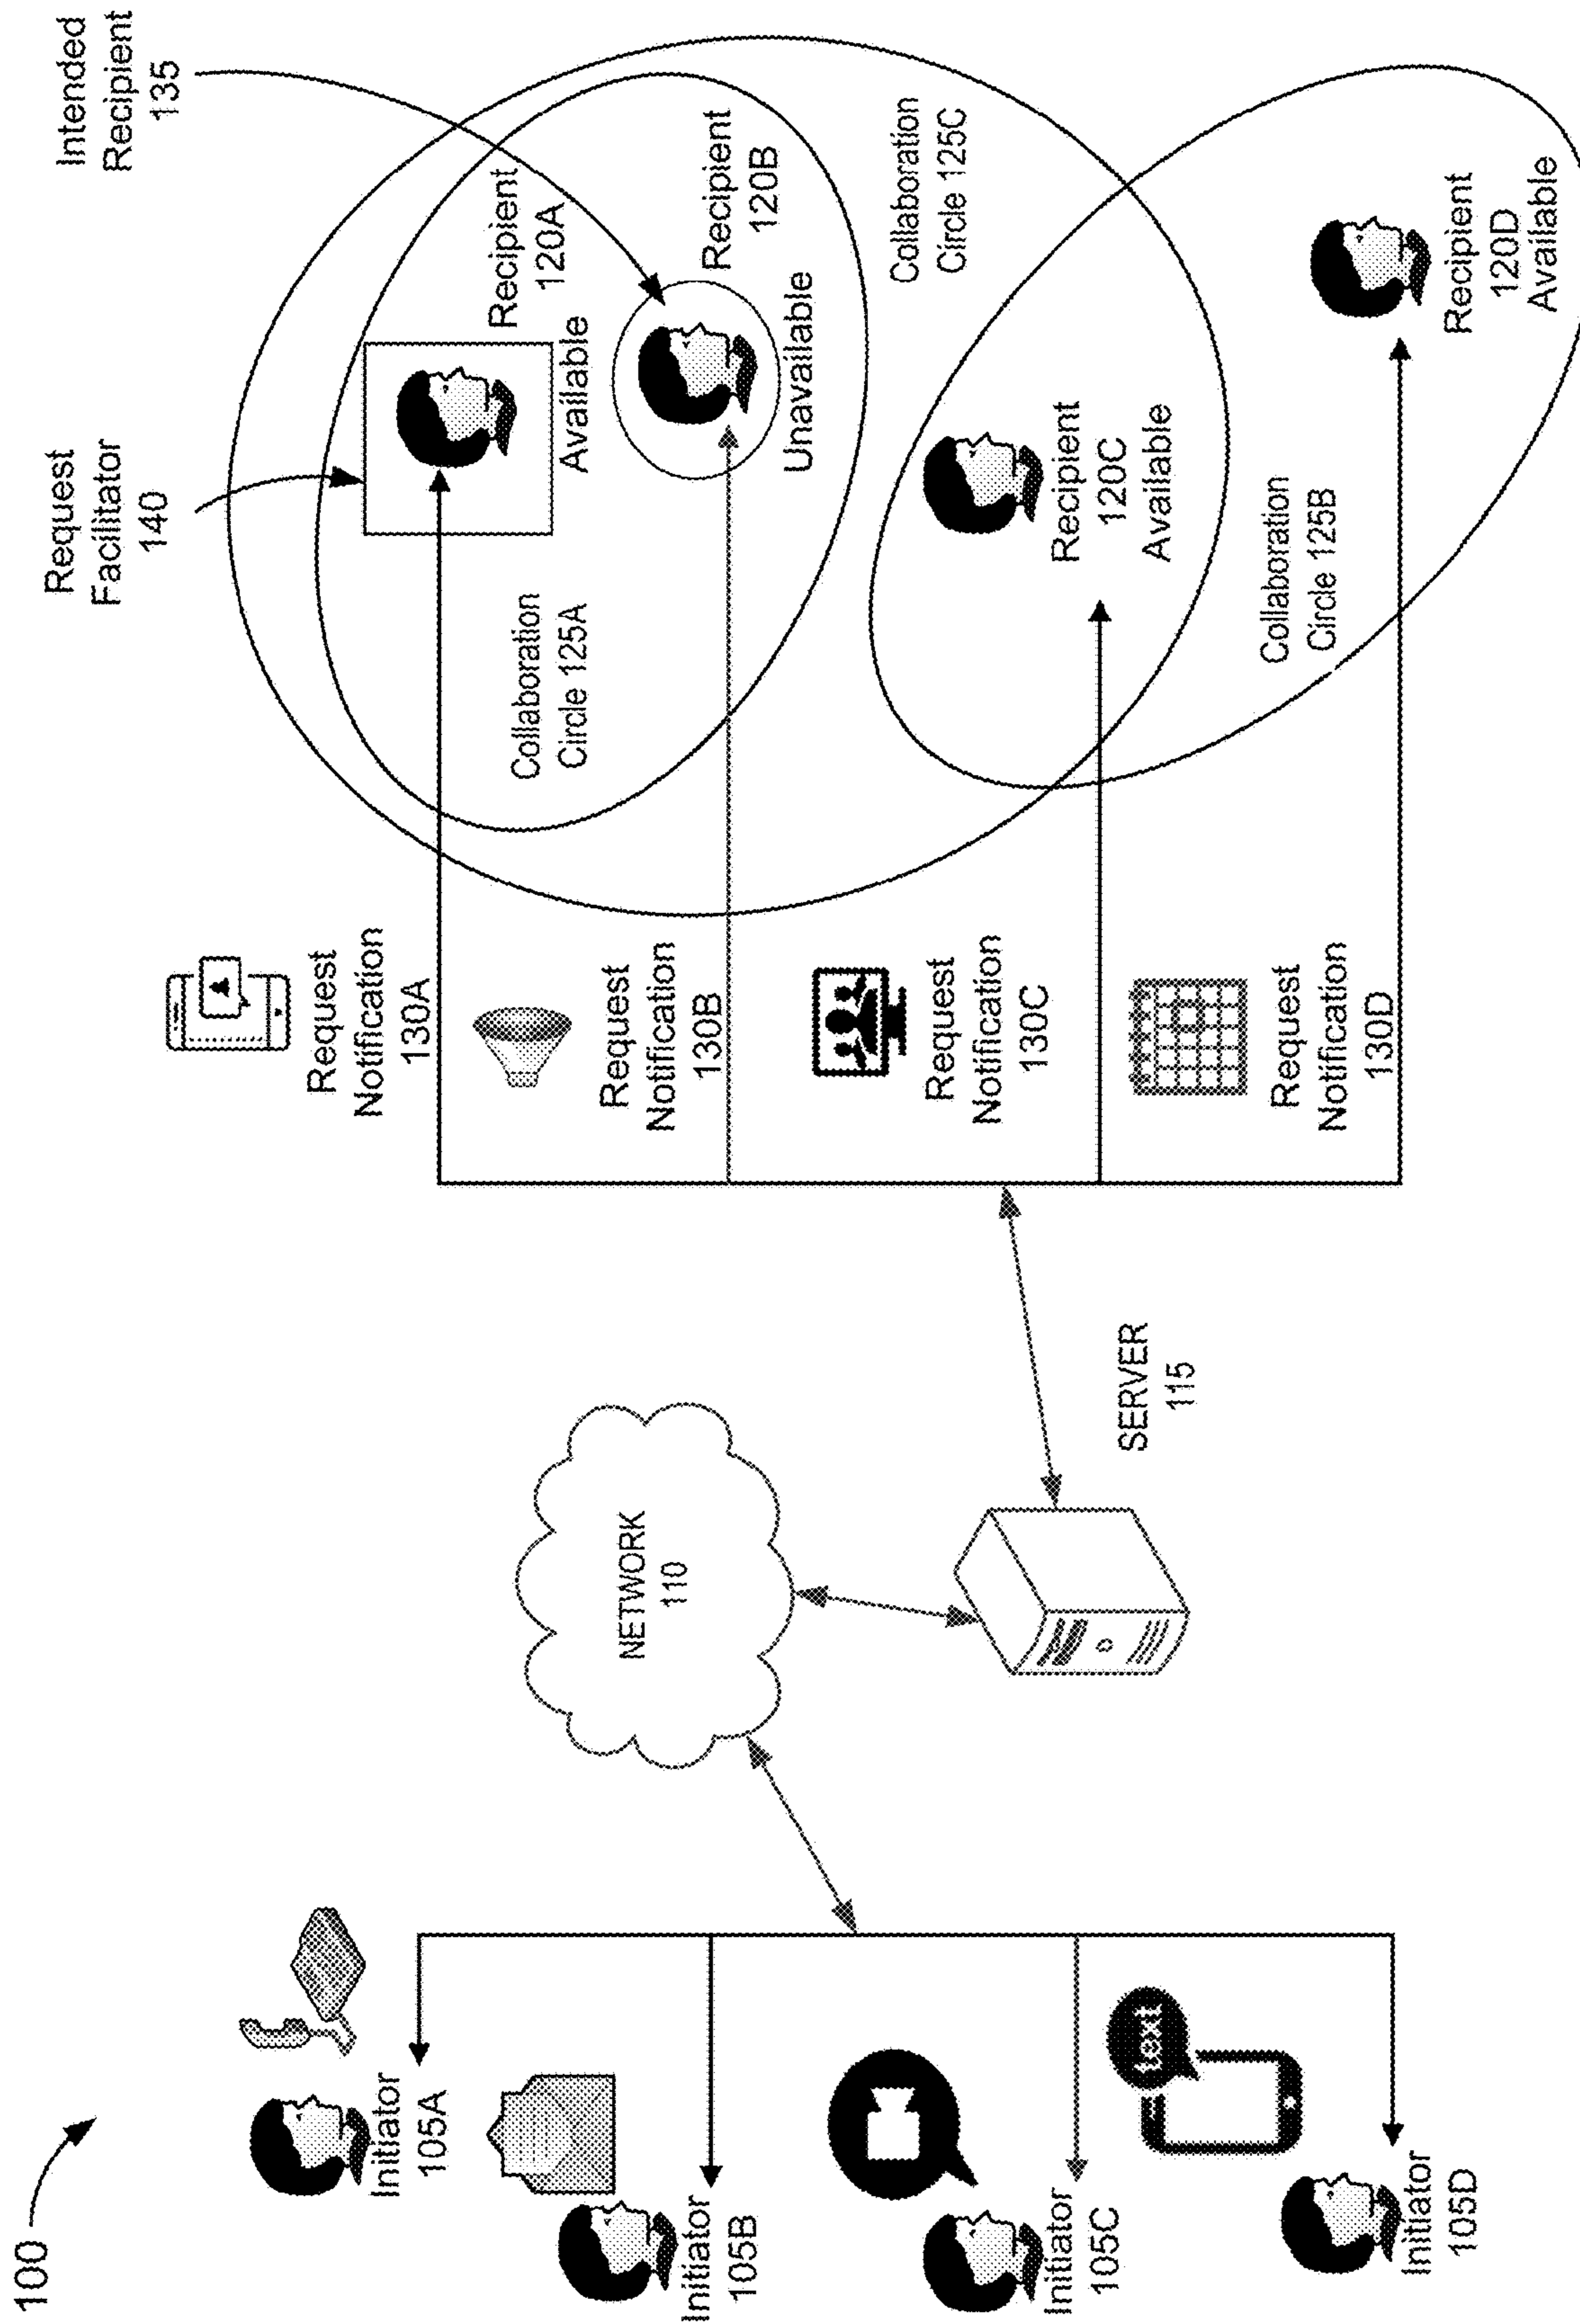 100
Initiator
105A
Initiator
105B
Initiator
105C
text
Initiator
105D
NETWORK
110
SERVER
115
Request
Notification
130A
Request
Notification
130B
Request
Notification
130C
Request
Notification
130D
Request
Facilitator
140
Intended
Recipient
135
Collaboration
Circle 125A
Available
Recipient
120A
Unavailable
Recipient
120B
Collaboration
Circle 125C
Recipient
120C
Available
Collaboration
Circle 125B
Recipient
120D
Available